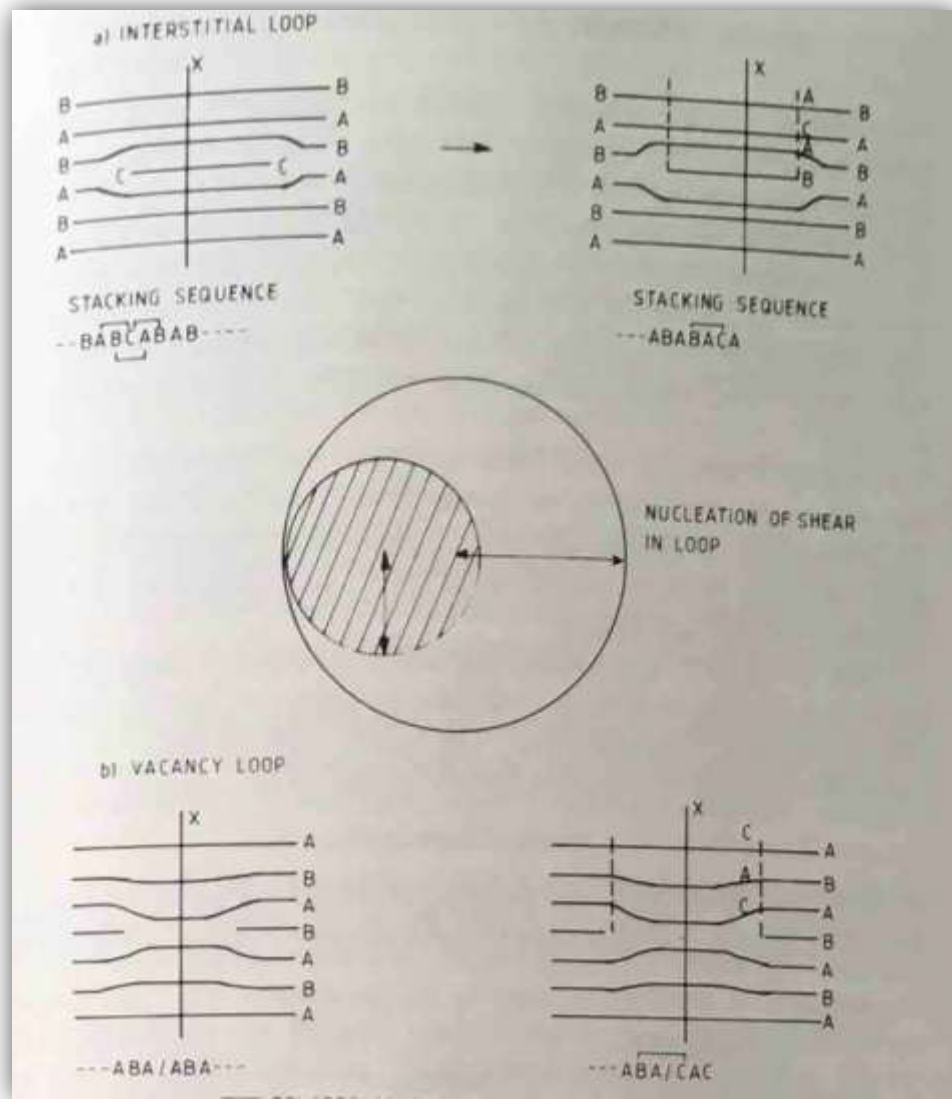 a) INTERSTITIAL LOOP
X
B B
A A
B B
C C
A A
B B
A A
STACKING SEQUENCE
--BABCABAB----
X
B A B
A C A
B A B
B
A A
B B
A A
STACKING SEQUENCE
---ABABACA
NUCLEATION OF SHEAR
IN LOOP
b) VACANCY LOOP
X
A
B
A
B
A
B
A
---ABA/ABA---
X
C A
A B
C A
B
A
B
A
---ABA/CAC